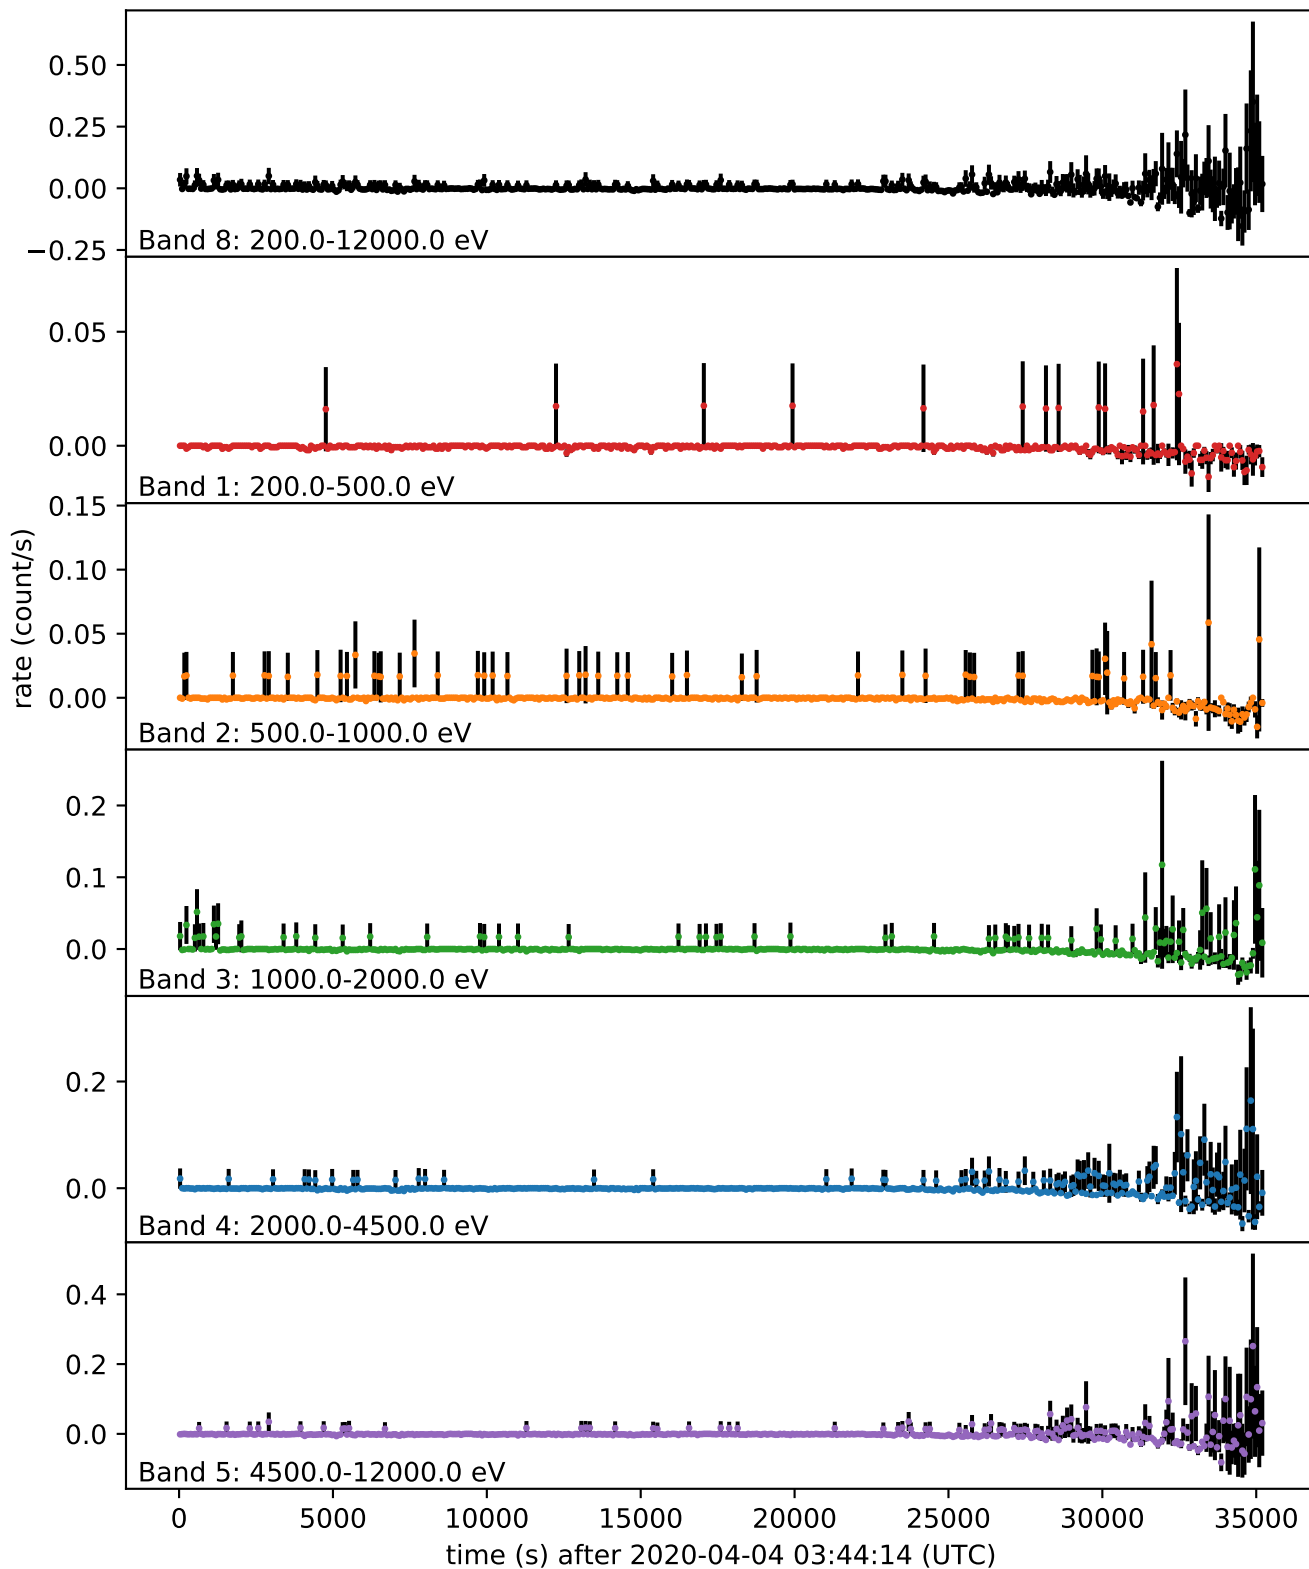 0.50
0.25
0.00
−0.25
Band 8: 200.0-12000.0 eV
0.05
0.00
Band 1: 200.0-500.0 eV
0.15
0.10
0.05
0.00
Band 2: 500.0-1000.0 eV
rate (count/s)
0.2
0.1
0.0
Band 3: 1000.0-2000.0 eV
0.2
0.0
Band 4: 2000.0-4500.0 eV
0.4
0.2
0.0
Band 5: 4500.0-12000.0 eV
0 5000 10000 15000 20000 25000 30000 35000
time (s) after 2020-04-04 03:44:14 (UTC)